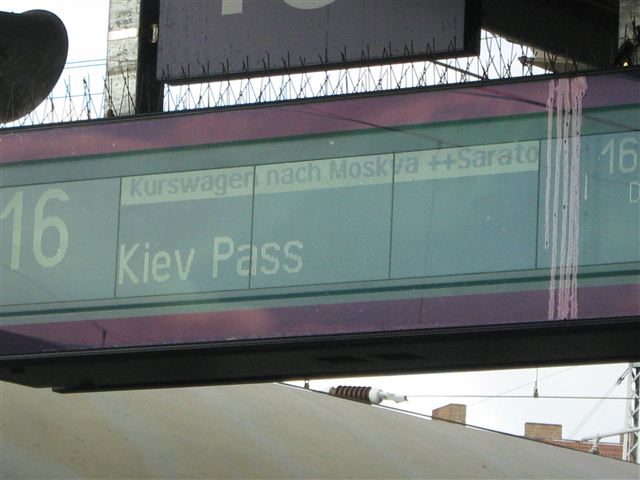 16
Kurswagen nach Moskva ++Sarato
Kiev Pass
16